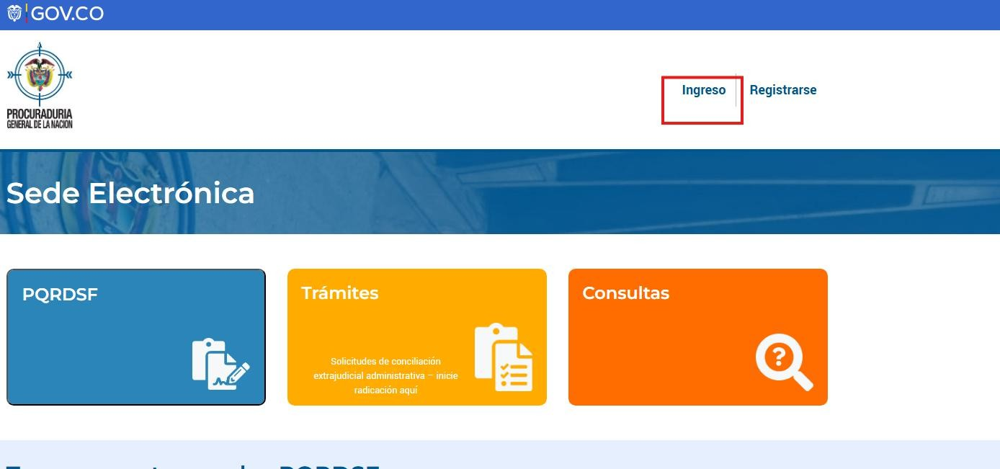 GOV.CO
PROCURADURIA
GENERAL DE LA NACION
Ingreso
Registrarse
Sede Electrónica
PQRDSF
Trámites
Solicitudes de conciliación
extrajudicial administrativa – inicie
radicación aquí
Consultas